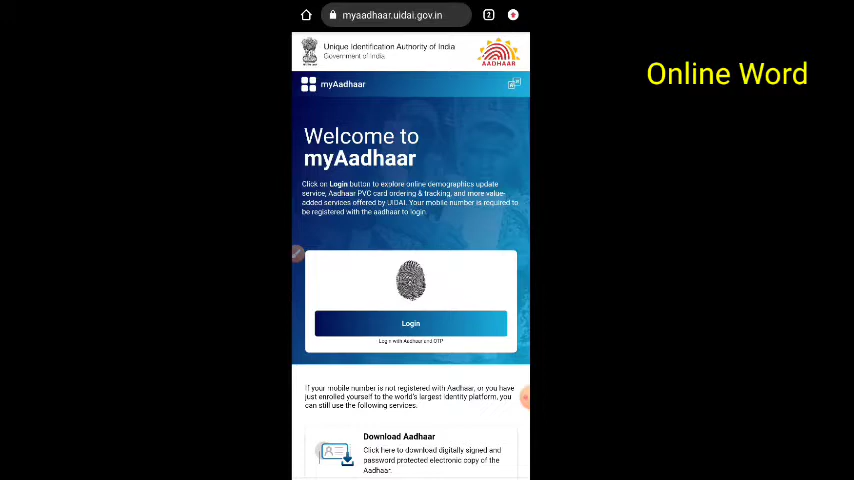 myaadhaar.uidai.gov.in
2
Unique Identification Authority of India
Government of India
AADHAAR
myAadhaar
Online Word
Welcome to
myAadhaar
Click on Login button to explore online demographics update
service, Aadhaar PVC card ordering & tracking, and more value-
added services offered by UIDAI. Your mobile number is required to
be registered with the aadhaar to login.
Login
Login with Aadhaar and OTP
If your mobile number is not registered with Aadhaar, or you have
just enrolled yourself to the world's largest identity platform, you
can still use the following services.
Download Aadhaar
Click here to download digitally signed and
password protected electronic copy of the
Aadhaar.